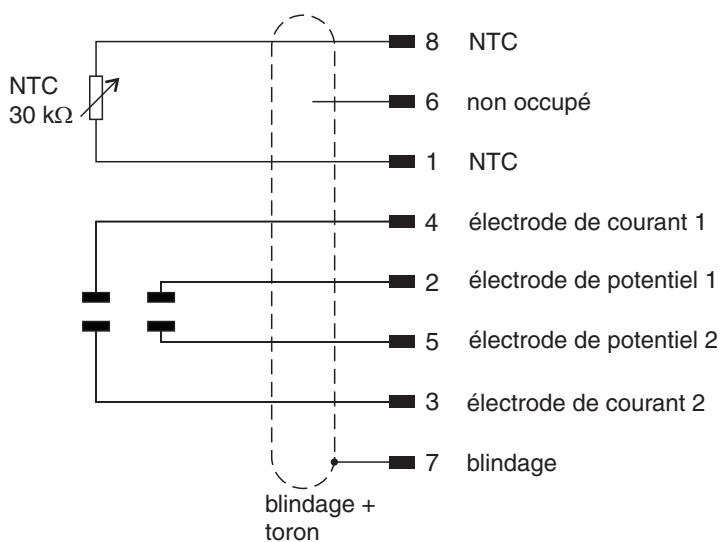 8 NTC
NTC
30 kΩ
6 non occupé
1 NTC
4 électrode de courant 1
2 électrode de potentiel 1
5 électrode de potentiel 2
3 électrode de courant 2
7 blindage
blindage +
toron